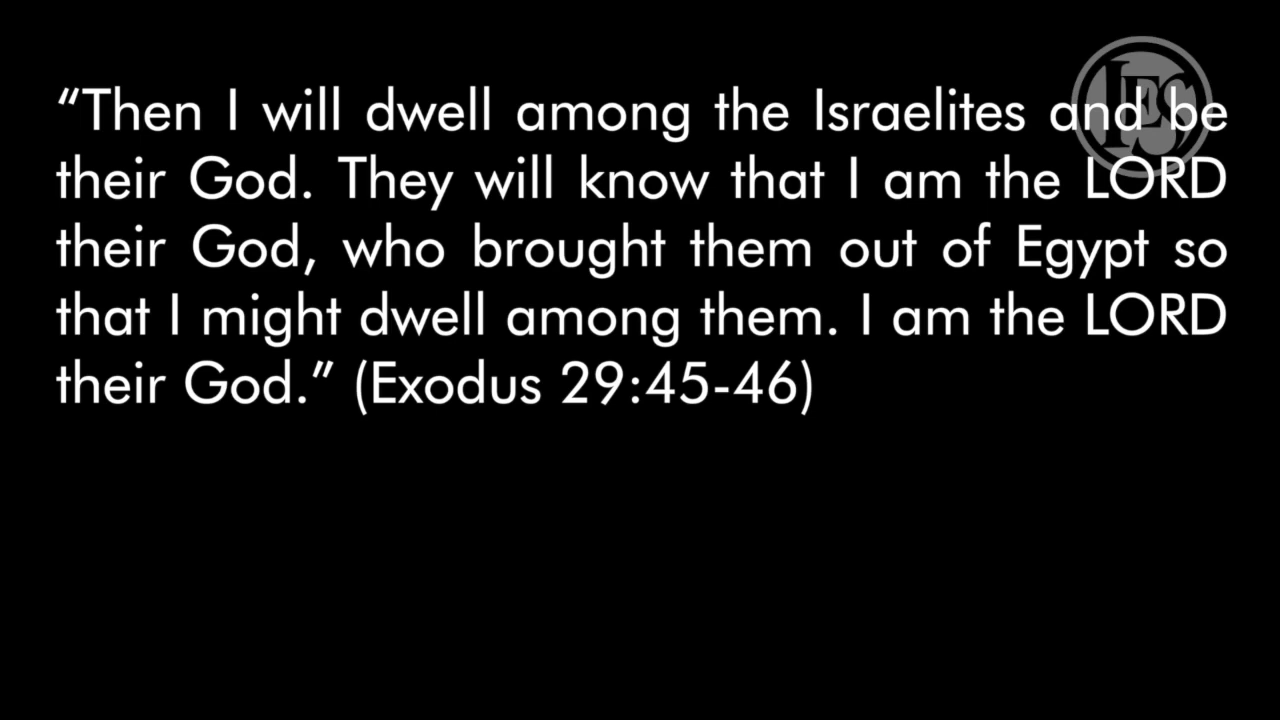 “Then I will dwell among the Israelites and be
their God. They will know that I am the LORD
their God, who brought them out of Egypt so
that I might dwell among them. I am the LORD
their God.” (Exodus 29:45-46)
IES